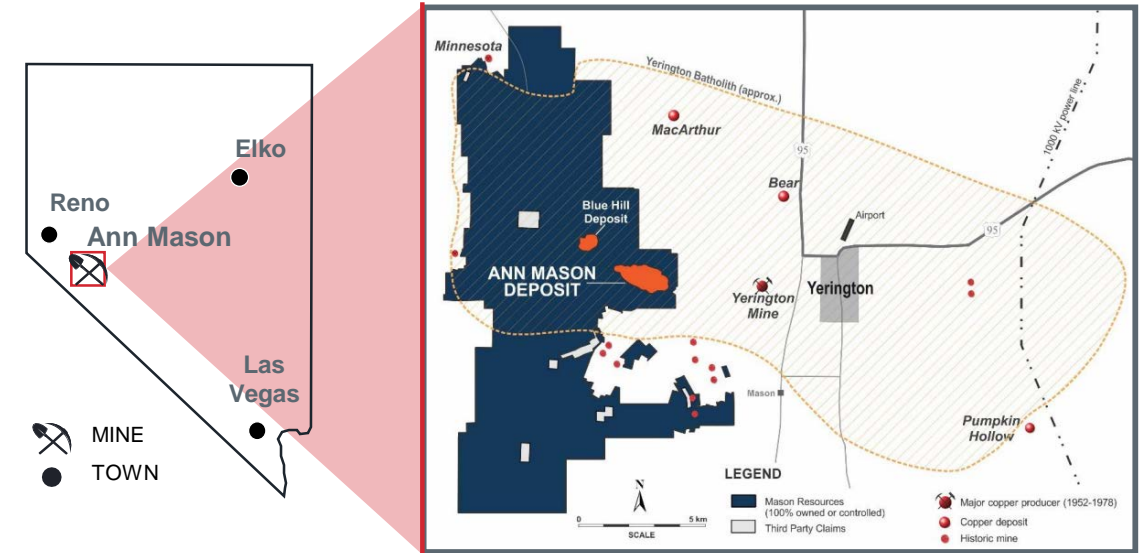 Elko
Reno
Ann Mason
Las
Vegas
MINE
TOWN
Minnesota
Yerington Batholith (approx.)
1000 kV power line
MacArthur
95
Bear
Blue Hill
Deposit
Airport
95
ANN MASON
DEPOSIT
Yerington
Mine
Yerington
Mason
Pumpkin
Hollow
LEGEND
N
0 5 km
SCALE
Mason Resources
(100% owned or controlled)
Third Party Claims
Major copper producer (1952-1978)
Copper deposit
Historic mine